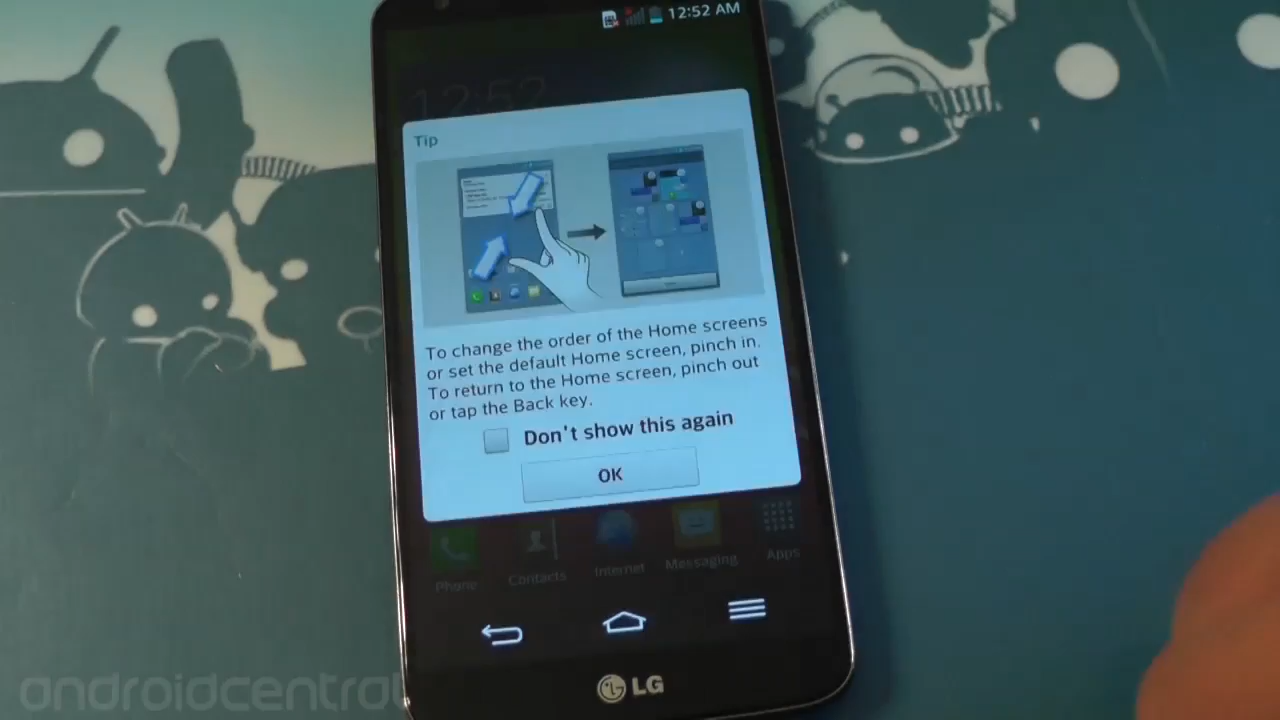 12:52 AM
12:52
Tip
To change the order of the Home screens
or set the default Home screen, pinch in.
To return to the Home screen, pinch out
or tap the Back key.
Don't show this again
OK
Phone
Contacts
Internet
Messaging
Apps
LG
androidcentral